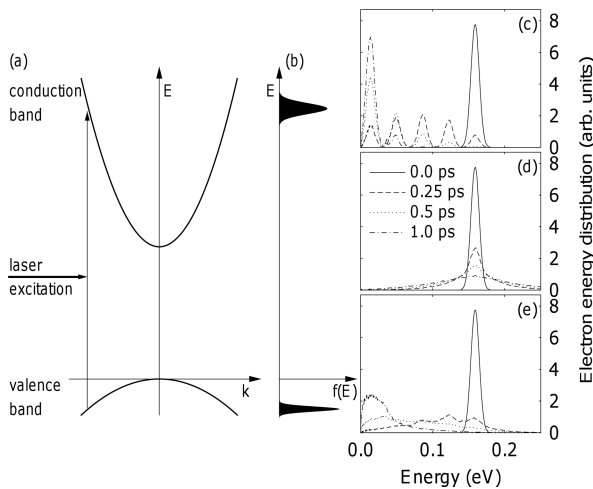 (a)
(b)
(c)
conduction
band
E
E
laser
excitation
valence
band
k
f(E)
8
6
4
2
0
(d)
0.0 ps
0.25 ps
0.5 ps
1.0 ps
8
6
4
2
0
(e)
8
6
4
2
0
0.0
0.1
0.2
Energy (eV)
Electron energy distribution (arb. units)